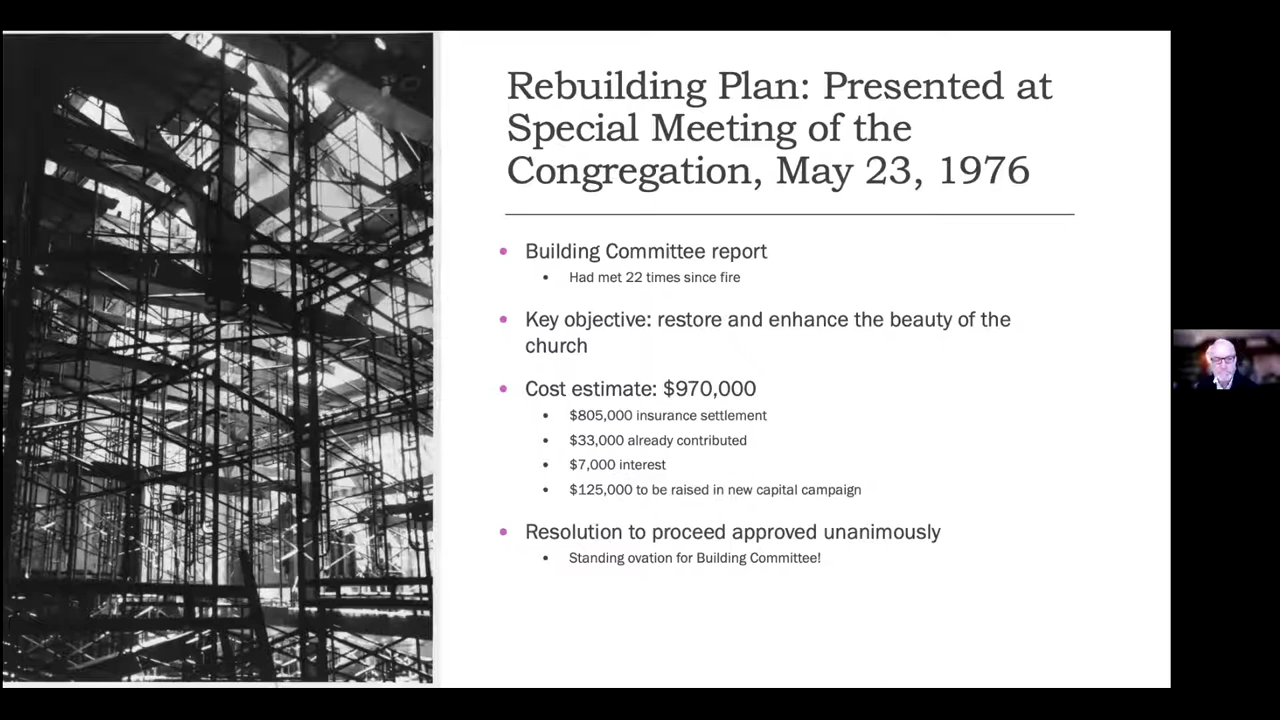 Rebuilding Plan: Presented at
Special Meeting of the
Congregation, May 23, 1976
• Building Committee report
• Had met 22 times since fire
• Key objective: restore and enhance the beauty of the
church
• Cost estimate: $970,000
• $805,000 insurance settlement
• $33,000 already contributed
• $7,000 interest
• $125,000 to be raised in new capital campaign
• Resolution to proceed approved unanimously
• Standing ovation for Building Committee!